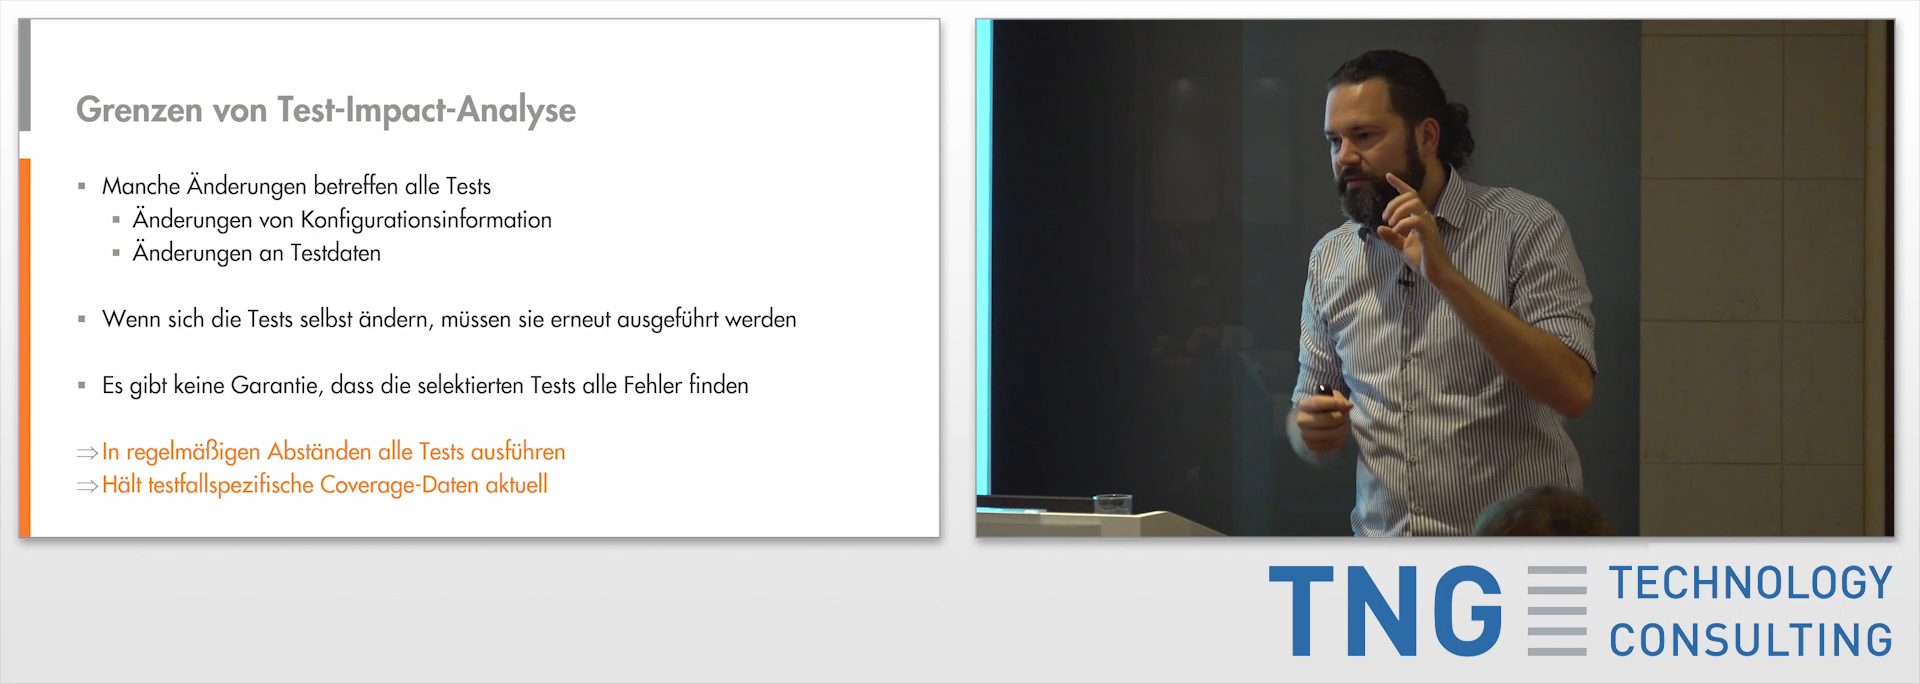 Grenzen von Test-Impact-Analyse
Manche Änderungen betreffen alle Tests
Änderungen von Konfigurationsinformation
Änderungen an Testdaten
Wenn sich die Tests selbst ändern, müssen sie erneut ausgeführt werden
Es gibt keine Garantie, dass die selektierten Tests alle Fehler finden
⇒ In regelmäßigen Abständen alle Tests ausführen
⇒ Hält testfallspezifische Coverage-Daten aktuell
TNG TECHNOLOGY
CONSULTING